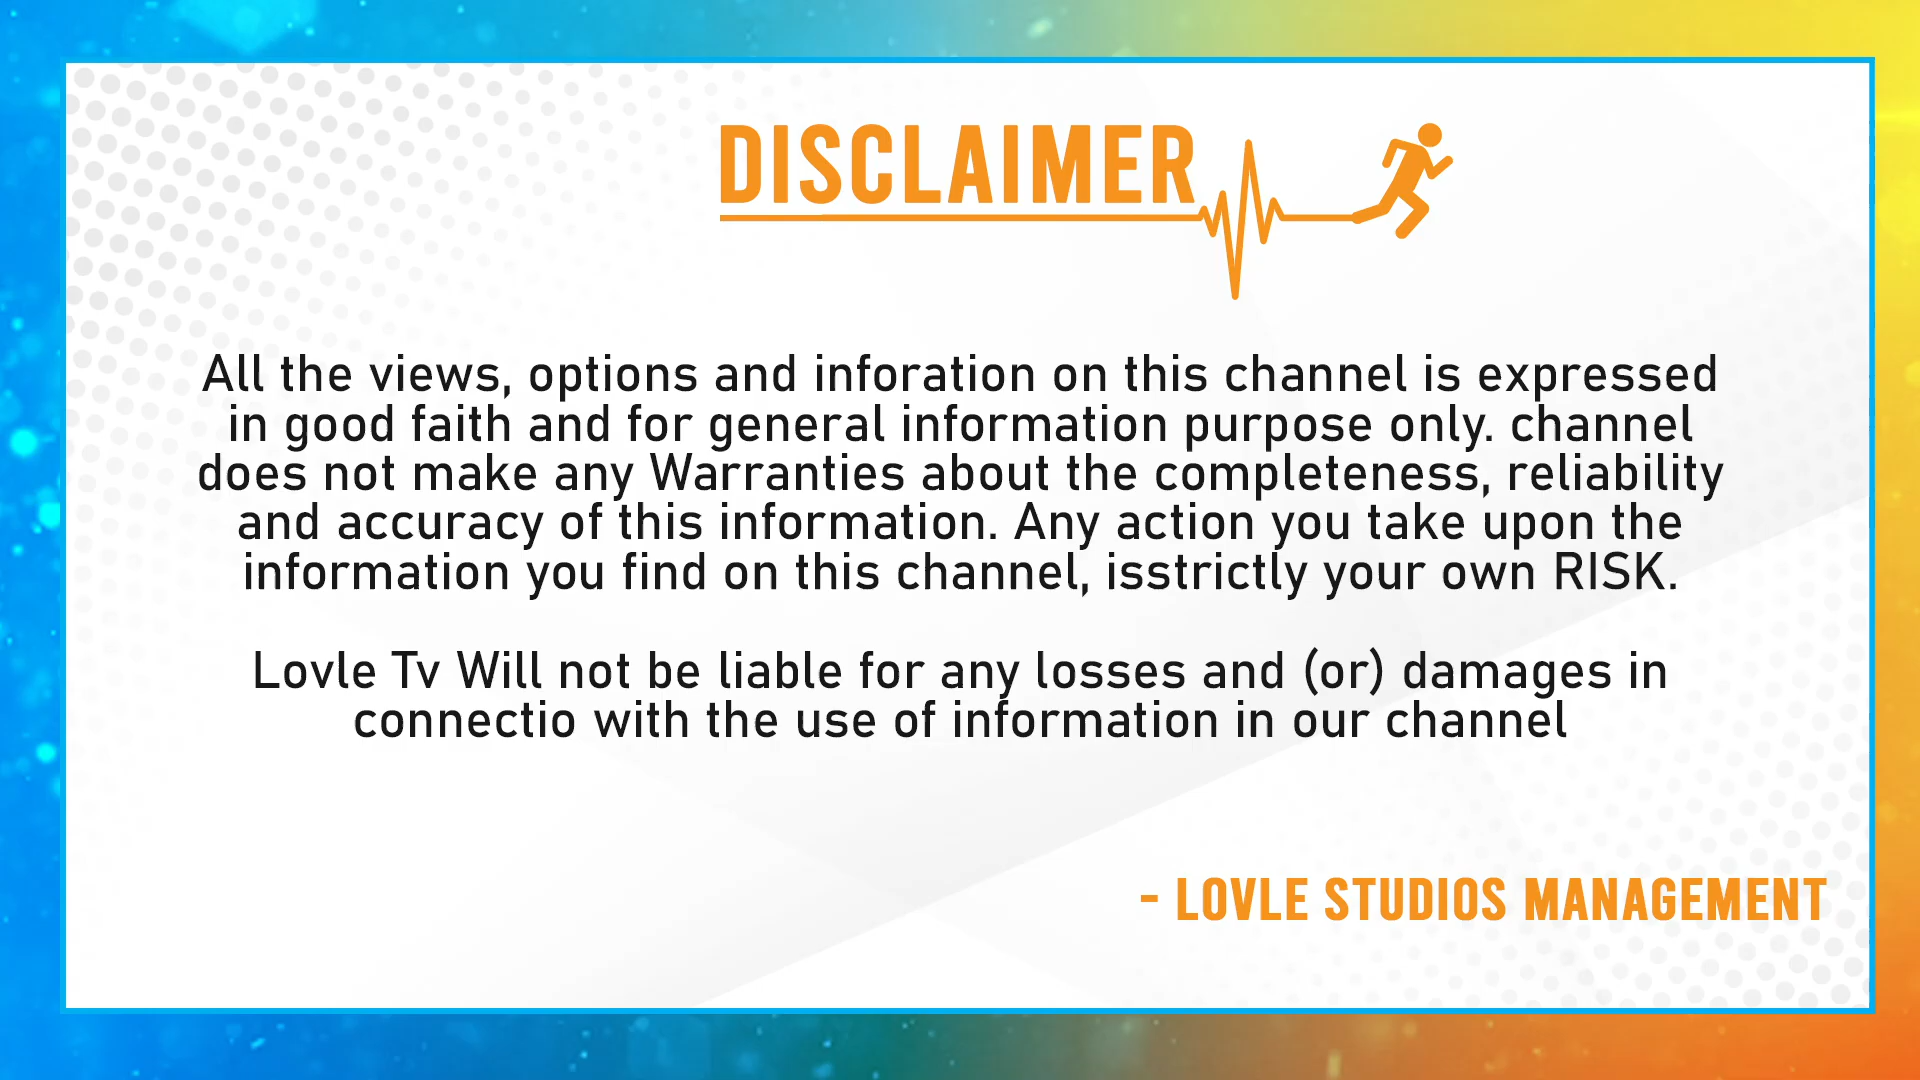 DISCLAIMER
All the views, options and inforation on this channel is expressed
in good faith and for general information purpose only. channel
does not make any Warranties about the completeness, reliability
and accuracy of this information. Any action you take upon the
information you find on this channel, isstrictly your own RISK.
Lovle Tv Will not be liable for any losses and (or) damages in
connectio with the use of information in our channel
- LOVLE STUDIOS MANAGEMENT